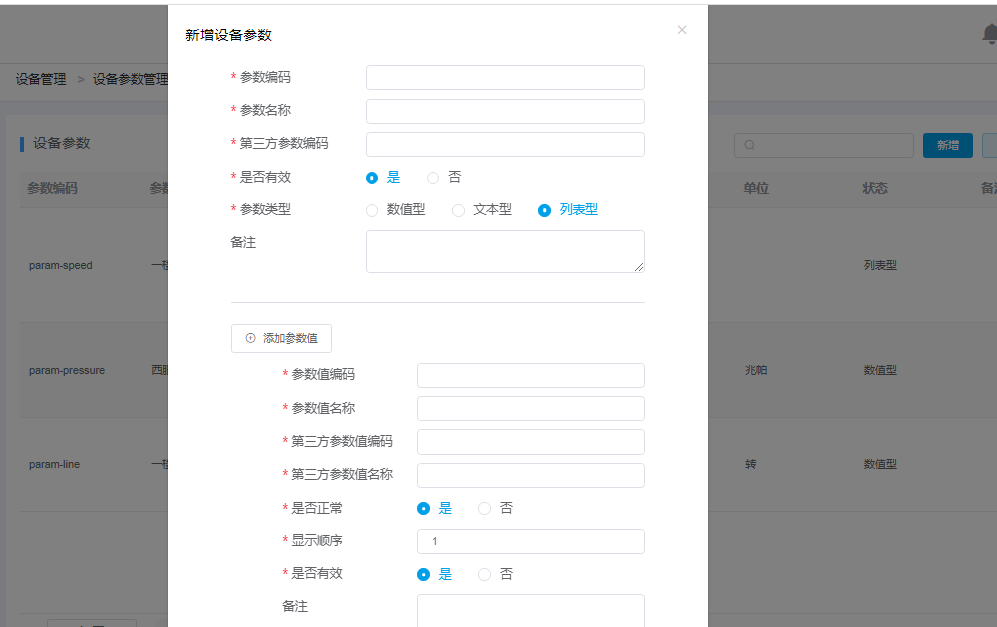 新增设备参数
设备管理 > 设备参数管理
* 参数编码
* 参数名称
设备参数
* 第三方参数编码
新增
* 是否有效 是 否
参数编码
单位 状态
* 参数类型 数值型 文本型 列表型
备注
param-speed
列表型
添加参数值
param-pressure
兆帕 数值型
* 参数值编码
* 参数值名称
* 第三方参数值编码
param-line
转 数值型
* 第三方参数值名称
* 是否正常 是 否
* 显示顺序 1
* 是否有效 是 否
备注